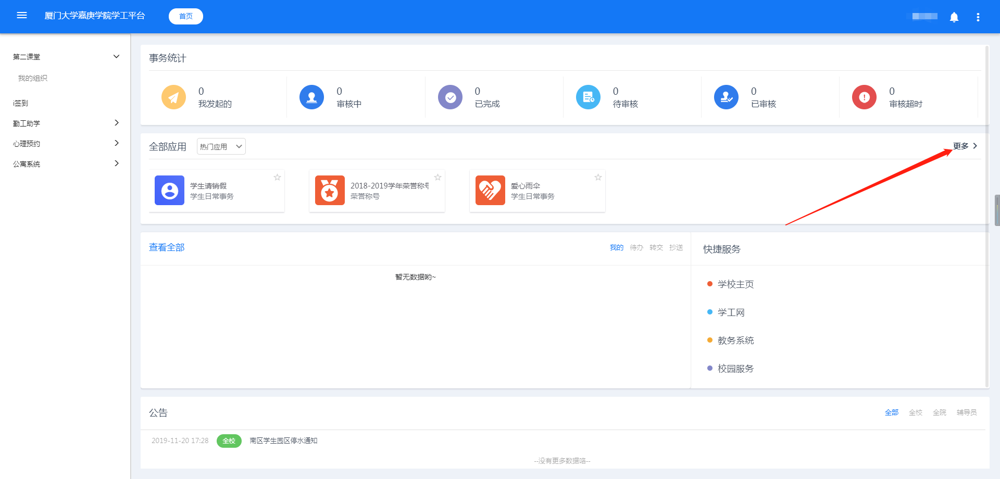 厦门大学嘉庚学院学工平台
首页
第二课堂
我的组织
i签到
勤工助学
心理预约
公寓系统
事务统计
0
我发起的
0
审核中
0
已完成
0
待审核
0
已审核
0
审核超时
全部应用
热门应用
更多
学生请销假
学生日常事务
2018-2019学年荣誉称号
荣誉称号
爱心雨伞
学生日常事务
查看全部
我的 待办 转交 抄送
暂无数据哟~
快捷服务
学校主页
学工网
教务系统
校园服务
公告
全部 全校 全院 辅导员
2019-11-20 17:28 全校 南区学生园区停水通知
--没有更多数据咯--